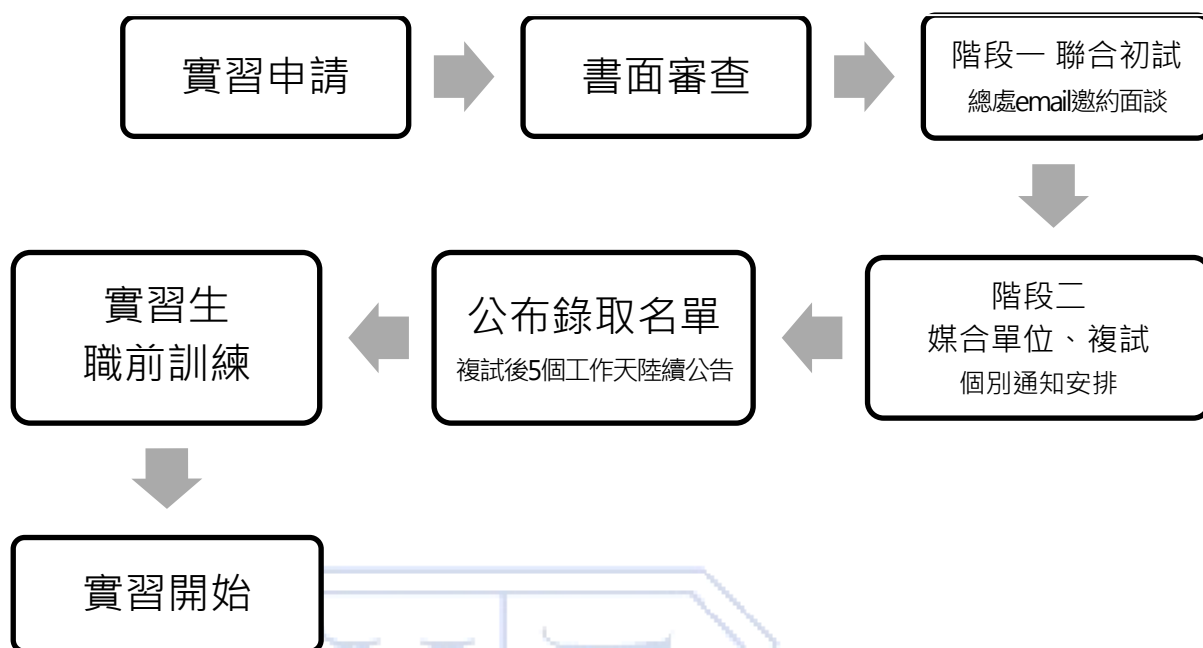 實習申請
書面審查
階段一 聯合初試
總處email邀約面談
階段二
媒合單位、複試
個別通知安排
公布錄取名單
複試後5個工作天陸續公告
實習生
職前訓練
實習開始